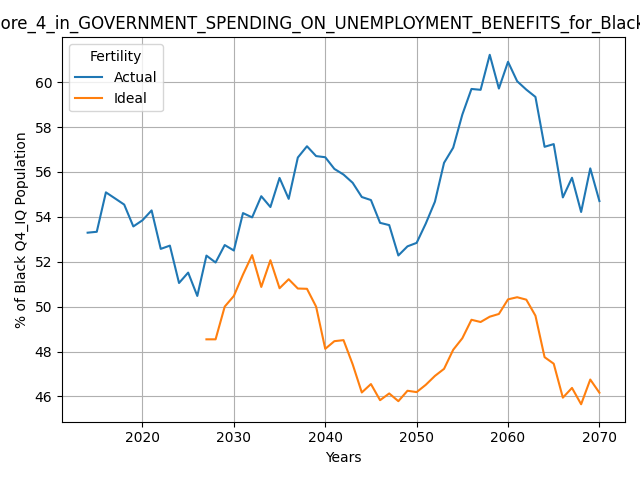 ore_4_in_GOVERNMENT_SPENDING_ON_UNEMPLOYMENT_BENEFITS_for_Black
Fertility
Actual
Ideal
% of Black Q4_IQ Population
60
58
56
54
52
50
48
46
2020 2030 2040 2050 2060 2070
Years